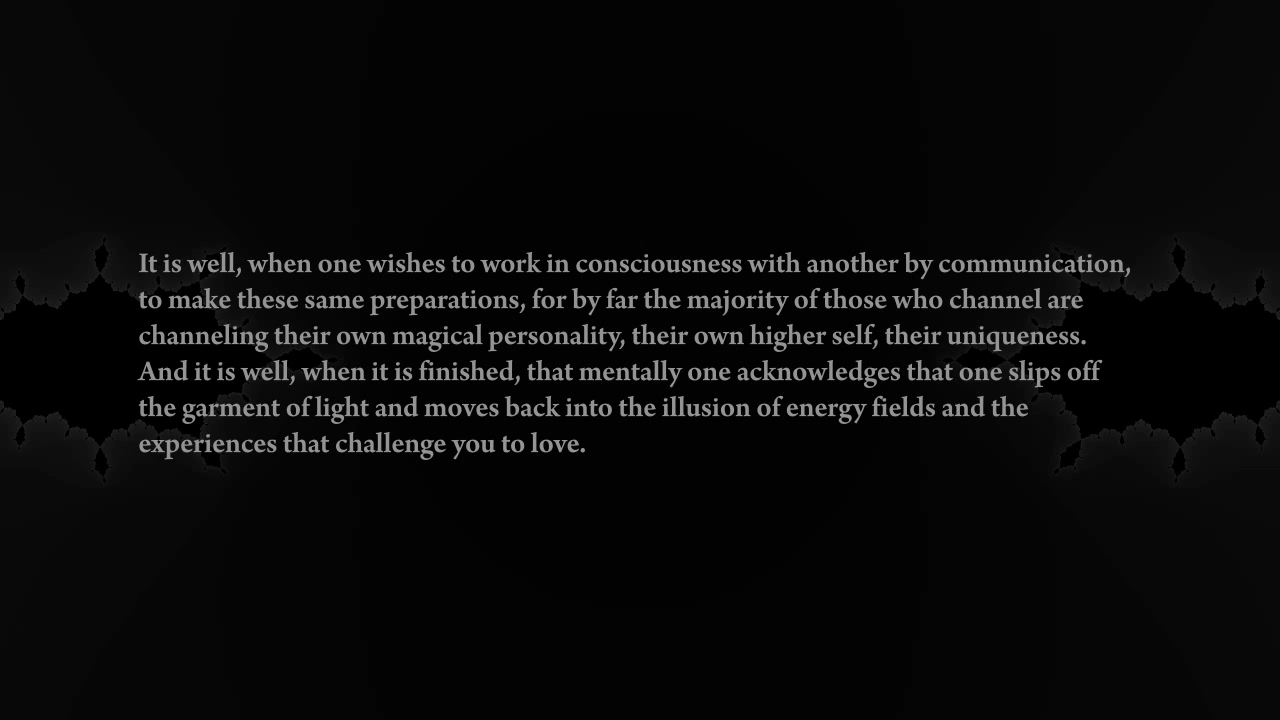 It is well, when one wishes to work in consciousness with another by communication,
to make these same preparations, for by far the majority of those who channel are
channeling their own magical personality, their own higher self, their uniqueness.
And it is well, when it is finished, that mentally one acknowledges that one slips off
the garment of light and moves back into the illusion of energy fields and the
experiences that challenge you to love.